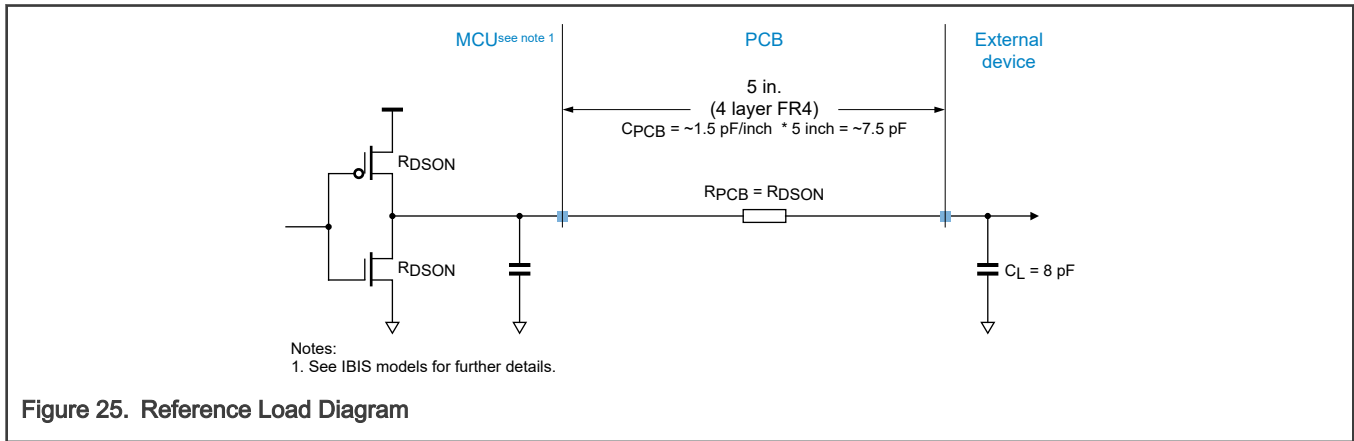 MCUsee note 1
PCB
External
device
5 in.
(4 layer FR4)
CPCB = ~1.5 pF/inch * 5 inch = ~7.5 pF
RDSON
RPCB = RDSON
RDSON
CL = 8 pF
Notes:
1. See IBIS models for further details.
Figure 25. Reference Load Diagram